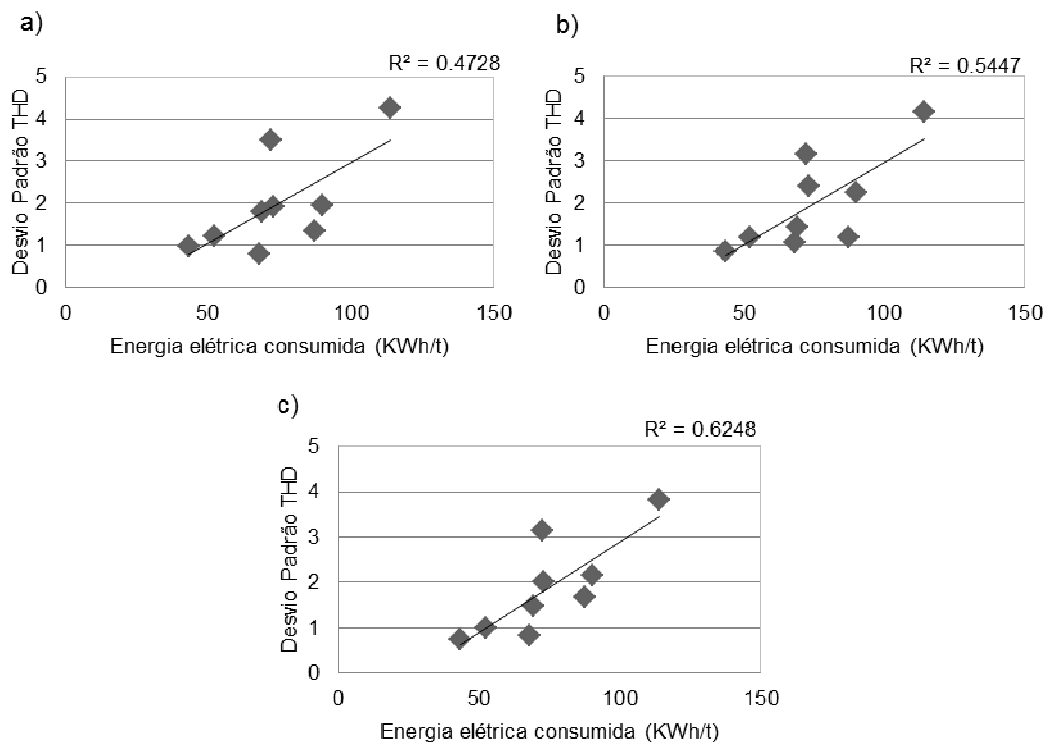 a)
R² = 0.4728
Desvio Padrão THD
5
4
3
2
1
0
0 50 100 150
Energia elétrica consumida (KWh/t)
b)
R² = 0.5447
Desvio Padrão THD
5
4
3
2
1
0
0 50 100 150
Energia elétrica consumida (KWh/t)
c)
R² = 0.6248
Desvio Padrão THD
5
4
3
2
1
0
0 50 100 150
Energia elétrica consumida (KWh/t)